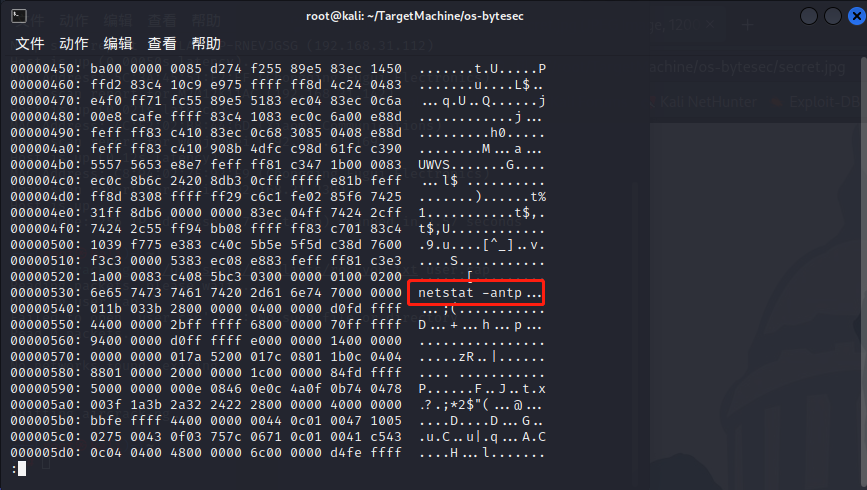 root@kali: ~/TargetMachine/os-bytesec
文件 动作 编辑 查看 帮助
00000450: ba00 0000 0085 d274 f255 89e5 83ec 1450 .......t.U.....P
00000460: ffd2 83c4 10c9 e975 ffff ff8d 4c24 0483 .......u....L$..
00000470: e4f0 ff71 fc55 89e5 5183 ec04 83ec 0c6a ...q.U..Q......j
00000480: 00e8 cafe ffff 83c4 1083 ec0c 6a00 e88d ............j...
00000490: feff ff83 c410 83ec 0c68 3085 0408 e88d .........h0.....
000004a0: feff ff83 c410 908b 4dfc c98d 61fc c390 ........M...a...
000004b0: 5557 5653 e8e7 feff ff81 c347 1b00 0083 UWVS.......G....
000004c0: ec0c 8b6c 2420 8db3 0cff ffff e81b feff ...l$ ..........
000004d0: ff8d 8308 ffff ff29 c6c1 fe02 85f6 7425 .......)......t%
000004e0: 31ff 8db6 0000 0000 83ec 04ff 7424 2cff 1...........t$,.
000004f0: 7424 2c55 ff94 bb08 ffff ff83 c701 83c4 t$,U............
00000500: 1039 f775 e383 c40c 5b5e 5f5d c38d 7600 .9.u....[^_]..v.
00000510: f3c3 0000 5383 ec08 e883 feff ff81 c3e3 ....S...........
00000520: 1a00 0083 c408 5bc3 0300 0000 0100 0200 ......[.........
00000530: 6e65 7473 7461 7420 2d61 6e74 7000 0000 netstat -antp...
00000540: 011b 033b 2800 0000 0400 0000 d0fd ffff ...;(...........
00000550: 4400 0000 2bff ffff 6800 0000 70ff ffff D...+...h...p...
00000560: 9400 0000 d0ff ffff e000 0000 1400 0000 ................
00000570: 0000 0000 017a 5200 017c 0801 1b0c 0404 .....zR..|......
00000580: 8801 0000 2000 0000 1c00 0000 84fd ffff .... ...........
00000590: 5000 0000 000e 0846 0e0c 4a0f 0b74 0478 P......F..J..t.x
000005a0: 003f 1a3b 2a32 2422 2800 0000 4000 0000 .?.;*2$"(...@...
000005b0: bbfe ffff 4400 0000 0044 0c01 0047 1005 ....D....D...G..
000005c0: 0275 0043 0f03 757c 0671 0c01 0041 c543 .u.C..u|.q...A.C
000005d0: 0c04 0400 4800 0000 6c00 0000 d4fe ffff ....H...l.......
: